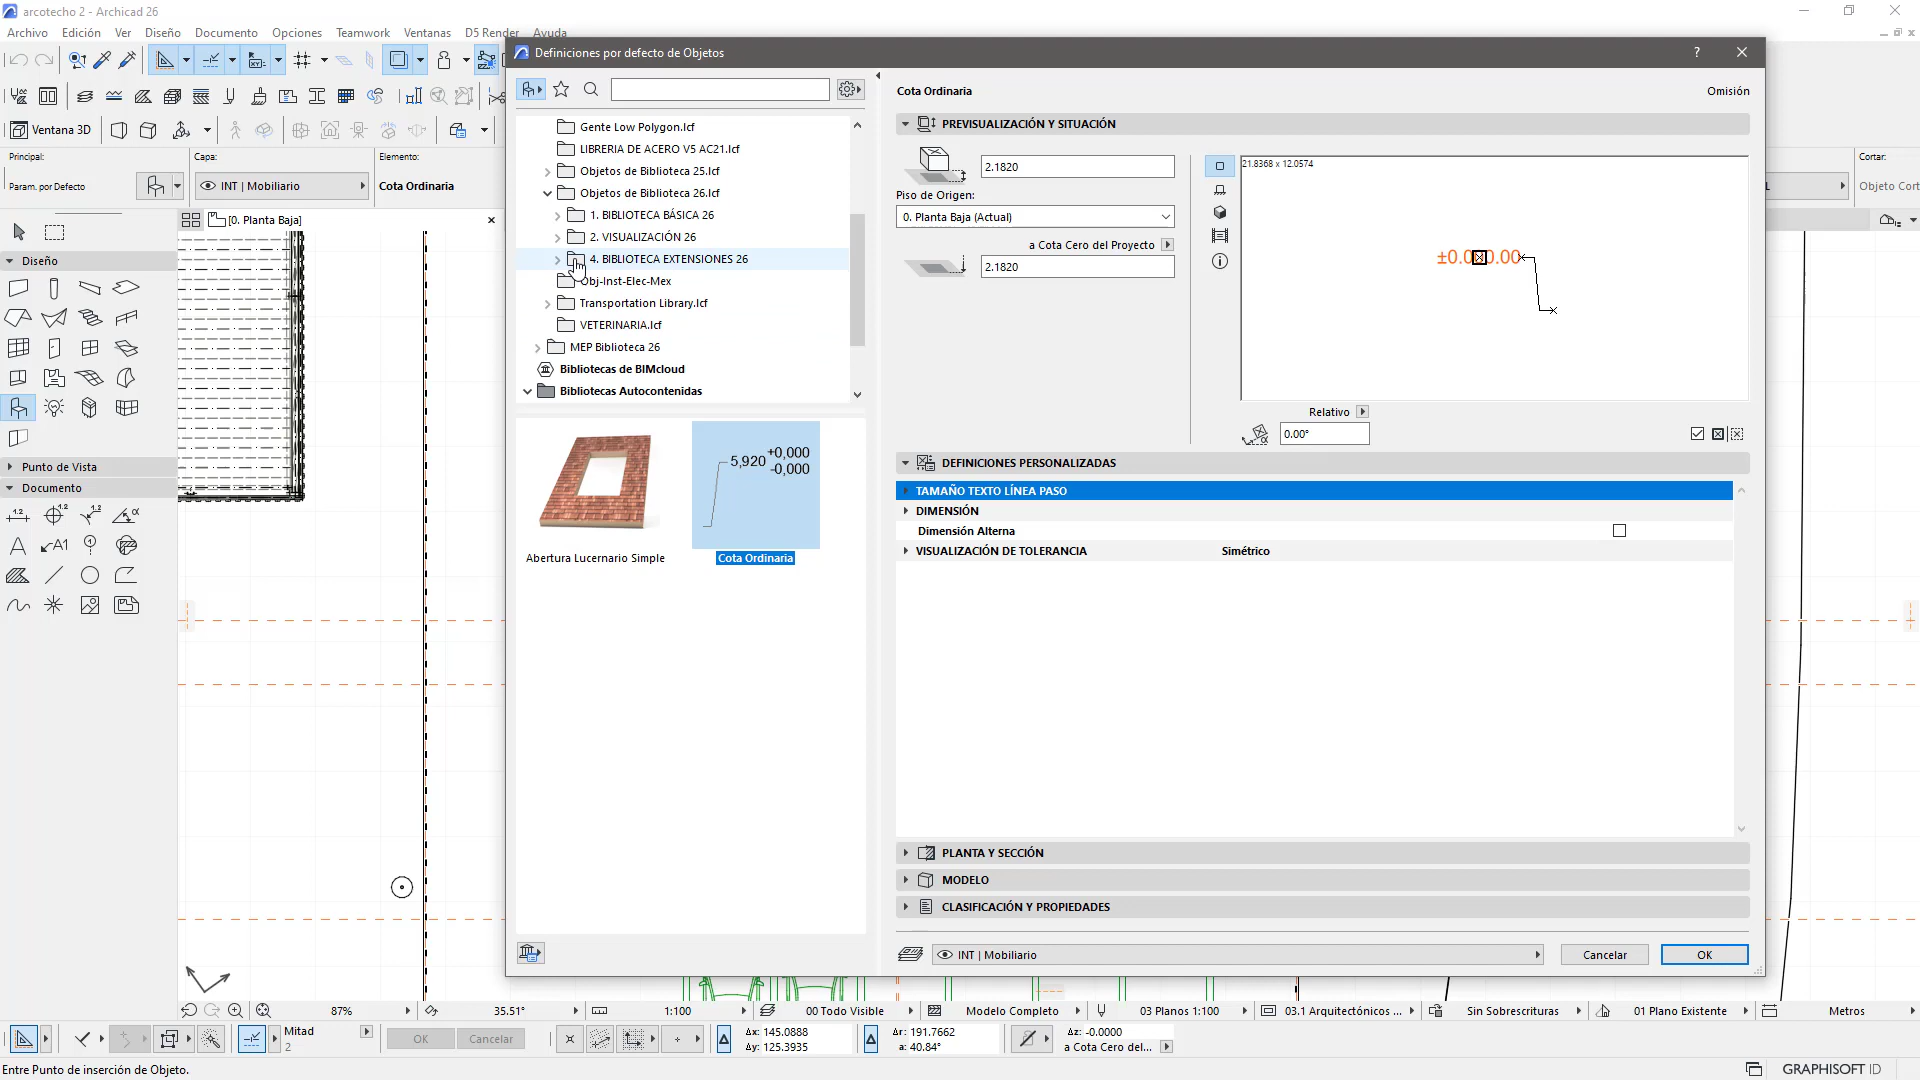 arcotecho 2 - Archicad 26
Archivo Edición Ver Diseño Documento Opciones Teamwork Ventanas D5 Render Ayuda
Definiciones por defecto de Objetos
?
Cota Ordinaria
Omisión
Ventana 3D
Principal:
Capa:
Elemento:
Param. por Defecto
INT | Mobiliario
Cota Ordinaria
Cortar:
Objeto Cort
[0. Planta Baja]
Diseño
Punto de Vista
Documento
Gente Low Polygon.lcf
LIBRERIA DE ACERO V5 AC21.lcf
Objetos de Biblioteca 25.lcf
Objetos de Biblioteca 26.lcf
1. BIBLIOTECA BÁSICA 26
2. VISUALIZACIÓN 26
4. BIBLIOTECA EXTENSIONES 26
Obj-Inst-Elec-Mex
Transportation Library.lcf
VETERINARIA.lcf
MEP Biblioteca 26
Bibliotecas de BIMcloud
Bibliotecas Autocontenidas
5,920 +0,000
-0,000
Abertura Lucernario Simple
Cota Ordinaria
PREVISUALIZACIÓN Y SITUACIÓN
2.1820
Piso de Origen:
0. Planta Baja (Actual)
a Cota Cero del Proyecto
2.1820
21.8368 x 12.0574
Relativo
0.00°
DEFINICIONES PERSONALIZADAS
TAMAÑO TEXTO LÍNEA PASO
DIMENSIÓN
Dimensión Alterna
VISUALIZACIÓN DE TOLERANCIA Simétrico
PLANTA Y SECCIÓN
MODELO
CLASIFICACIÓN Y PROPIEDADES
INT | Mobiliario
Cancelar
OK
87%
35.51°
1:100
00 Todo Visible
Modelo Completo
03 Planos 1:100
03.1 Arquitectónicos ...
Sin Sobrescrituras
01 Plano Existente
Metros
Mitad
2
OK
Cancelar
Δx: 145.0888
Δy: 125.3935
Δr: 191.7662
a: 40.84°
Δz: -0.0000
a Cota Cero del...
Entre Punto de inserción de Objeto.
GRAPHISOFT ID